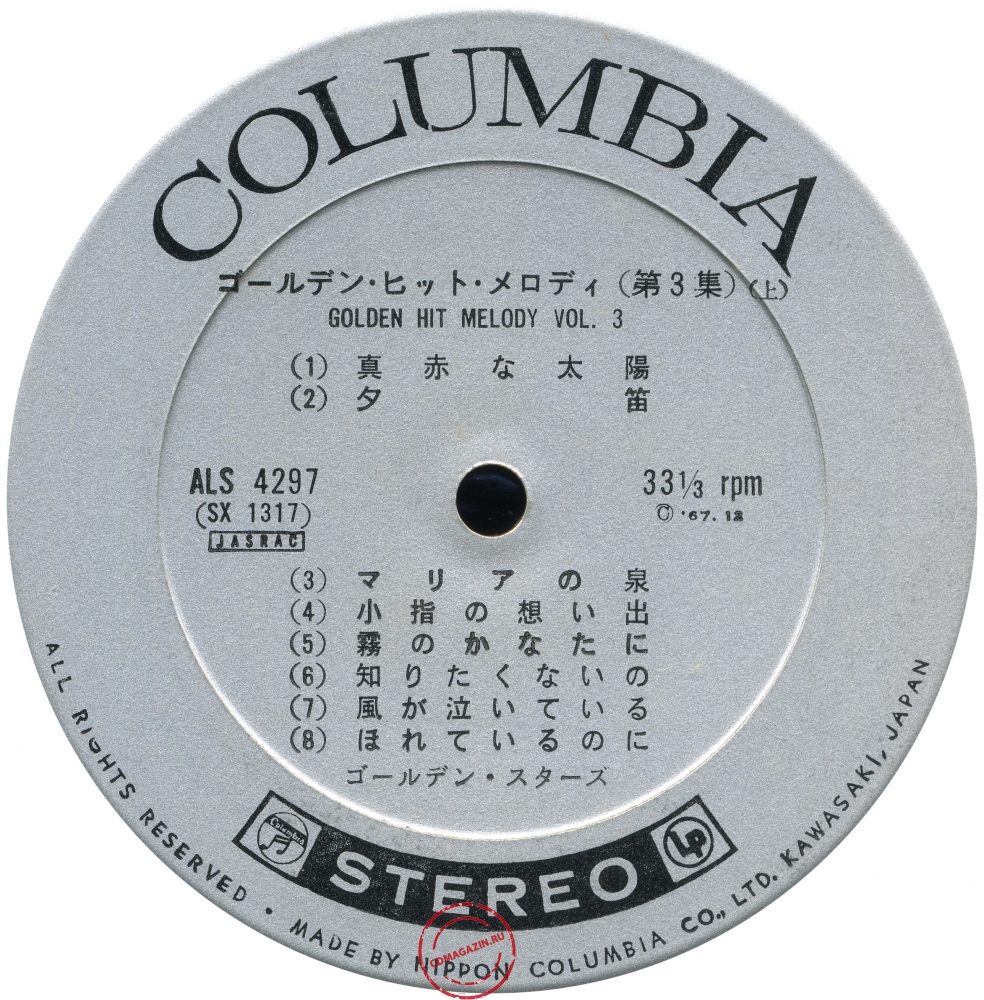 COLUMBIA
ゴールデン・ヒット・メロディ（第3集）（上）
GOLDEN HIT MELODY VOL. 3
(1) 真赤な太陽
(2) 夕笛
ALS 4297
(SX 1317)
JASRAC
33⅓ rpm
Ⓒ '67. 12
(3) マリアの泉
(4) 小指の想い出
(5) 霧のかなたに
(6) 知りたくないの
(7) 風が泣いている
(8) ほれているのに
ゴールデン・スターズ
Columbia
STEREO
LP
ALL RIGHTS RESERVED • MADE BY NIPPON COLUMBIA CO., LTD. KAWASAKI, JAPAN
CDMAGAZIN.RU